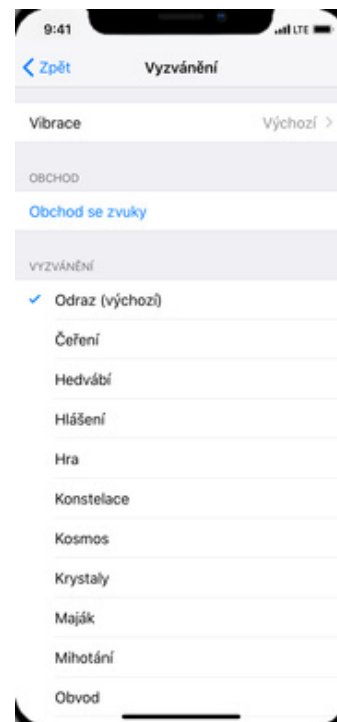 9:41
LTE
Zpět
Vyzvánění
Vibrace
Výchozí
OBCHOD
Obchod se zvuky
VYZVÁNĚNÍ
Odraz (výchozí)
Čeření
Hedvábí
Hlášení
Hra
Konstelace
Kosmos
Krystaly
Maják
Mihotání
Obvod